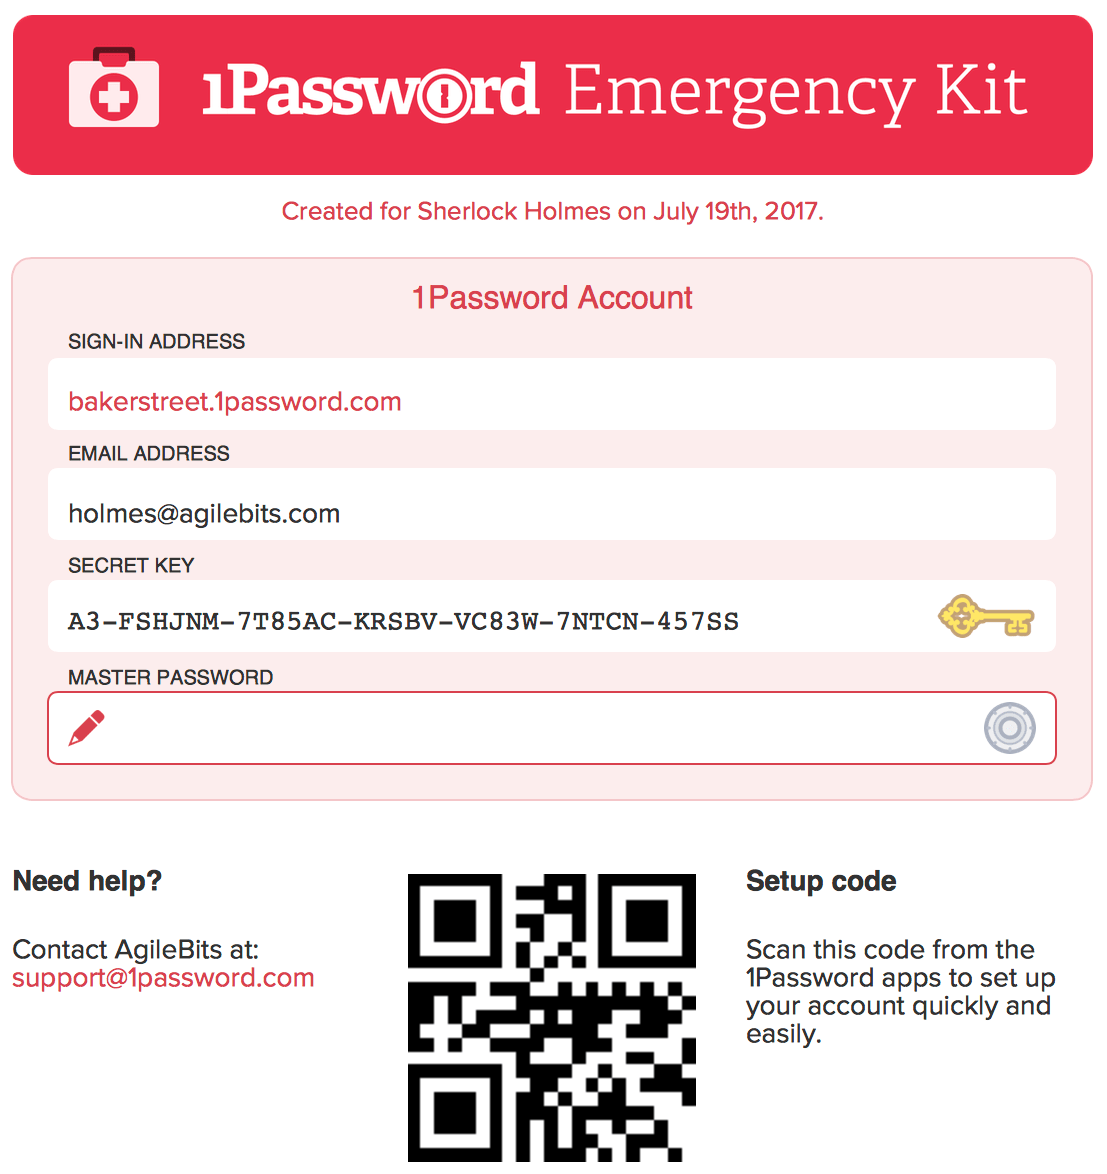 1Password Emergency Kit
Created for Sherlock Holmes on July 19th, 2017.
1Password Account
SIGN-IN ADDRESS
bakerstreet.1password.com
EMAIL ADDRESS
holmes@agilebits.com
SECRET KEY
A3-FSHJNM-7T85AC-KRSBV-VC83W-7NTCN-457SS
MASTER PASSWORD
Need help?
Contact AgileBits at:
support@1password.com
Setup code
Scan this code from the
1Password apps to set up
your account quickly and
easily.